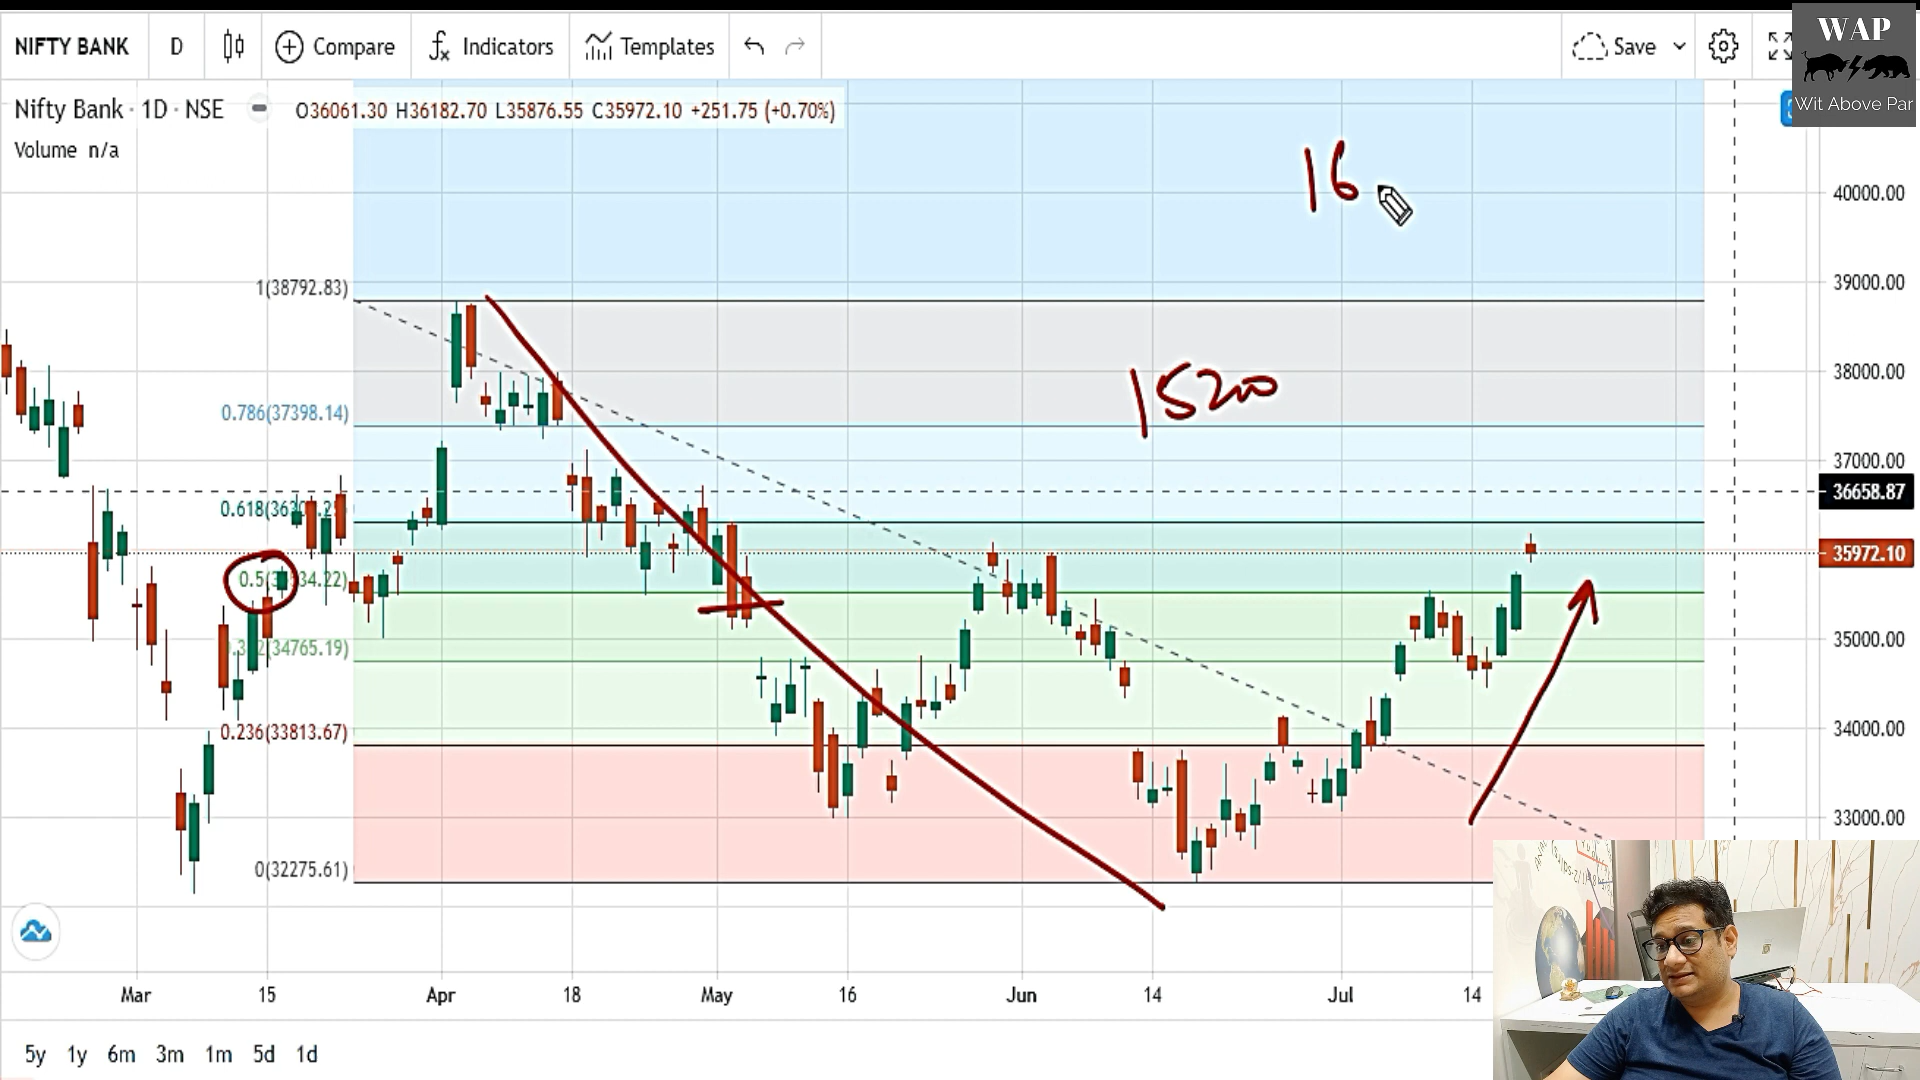 NIFTY BANK D Compare Indicators Templates Save
WAP
Wit Above Par
Nifty Bank · 1D · NSE O36061.30 H36182.70 L35876.55 C35972.10 +251.75 (+0.70%)
Volume n/a
16
40000.00
1(38792.83)
39000.00
38000.00
1520
0.786(37398.14)
37000.00
36658.87
35972.10
35000.00
0.236(33813.67)
34000.00
33000.00
0(32275.61)
Mar 15 Apr 18 May 16 Jun 14 Jul 14
5y 1y 6m 3m 1m 5d 1d